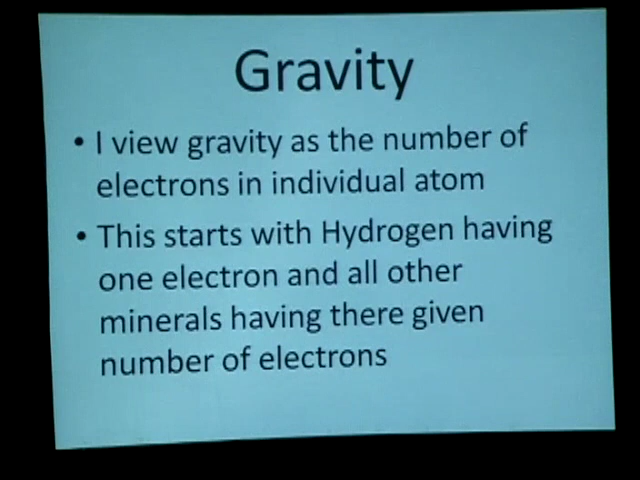 Gravity
• I view gravity as the number of
electrons in individual atom
• This starts with Hydrogen having
one electron and all other
minerals having there given
number of electrons